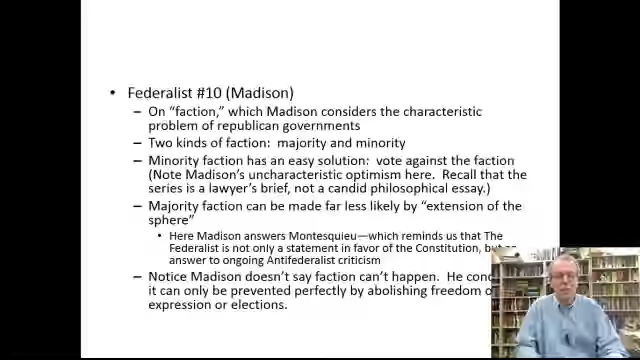 • Federalist #10 (Madison)
– On “faction,” which Madison considers the characteristic
problem of republican governments
– Two kinds of faction: majority and minority
– Minority faction has an easy solution: vote against the faction
(Note Madison’s uncharacteristic optimism here. Recall that the
series is a lawyer’s brief, not a candid philosophical essay.)
– Majority faction can be made far less likely by “extension of the
sphere”
• Here Madison answers Montesquieu—which reminds us that The
Federalist is not only a statement in favor of the Constitution, but
answer to ongoing Antifederalist criticism
– Notice Madison doesn’t say faction can’t happen. He
it can only be prevented perfectly by abolishing freedom
expression or elections.